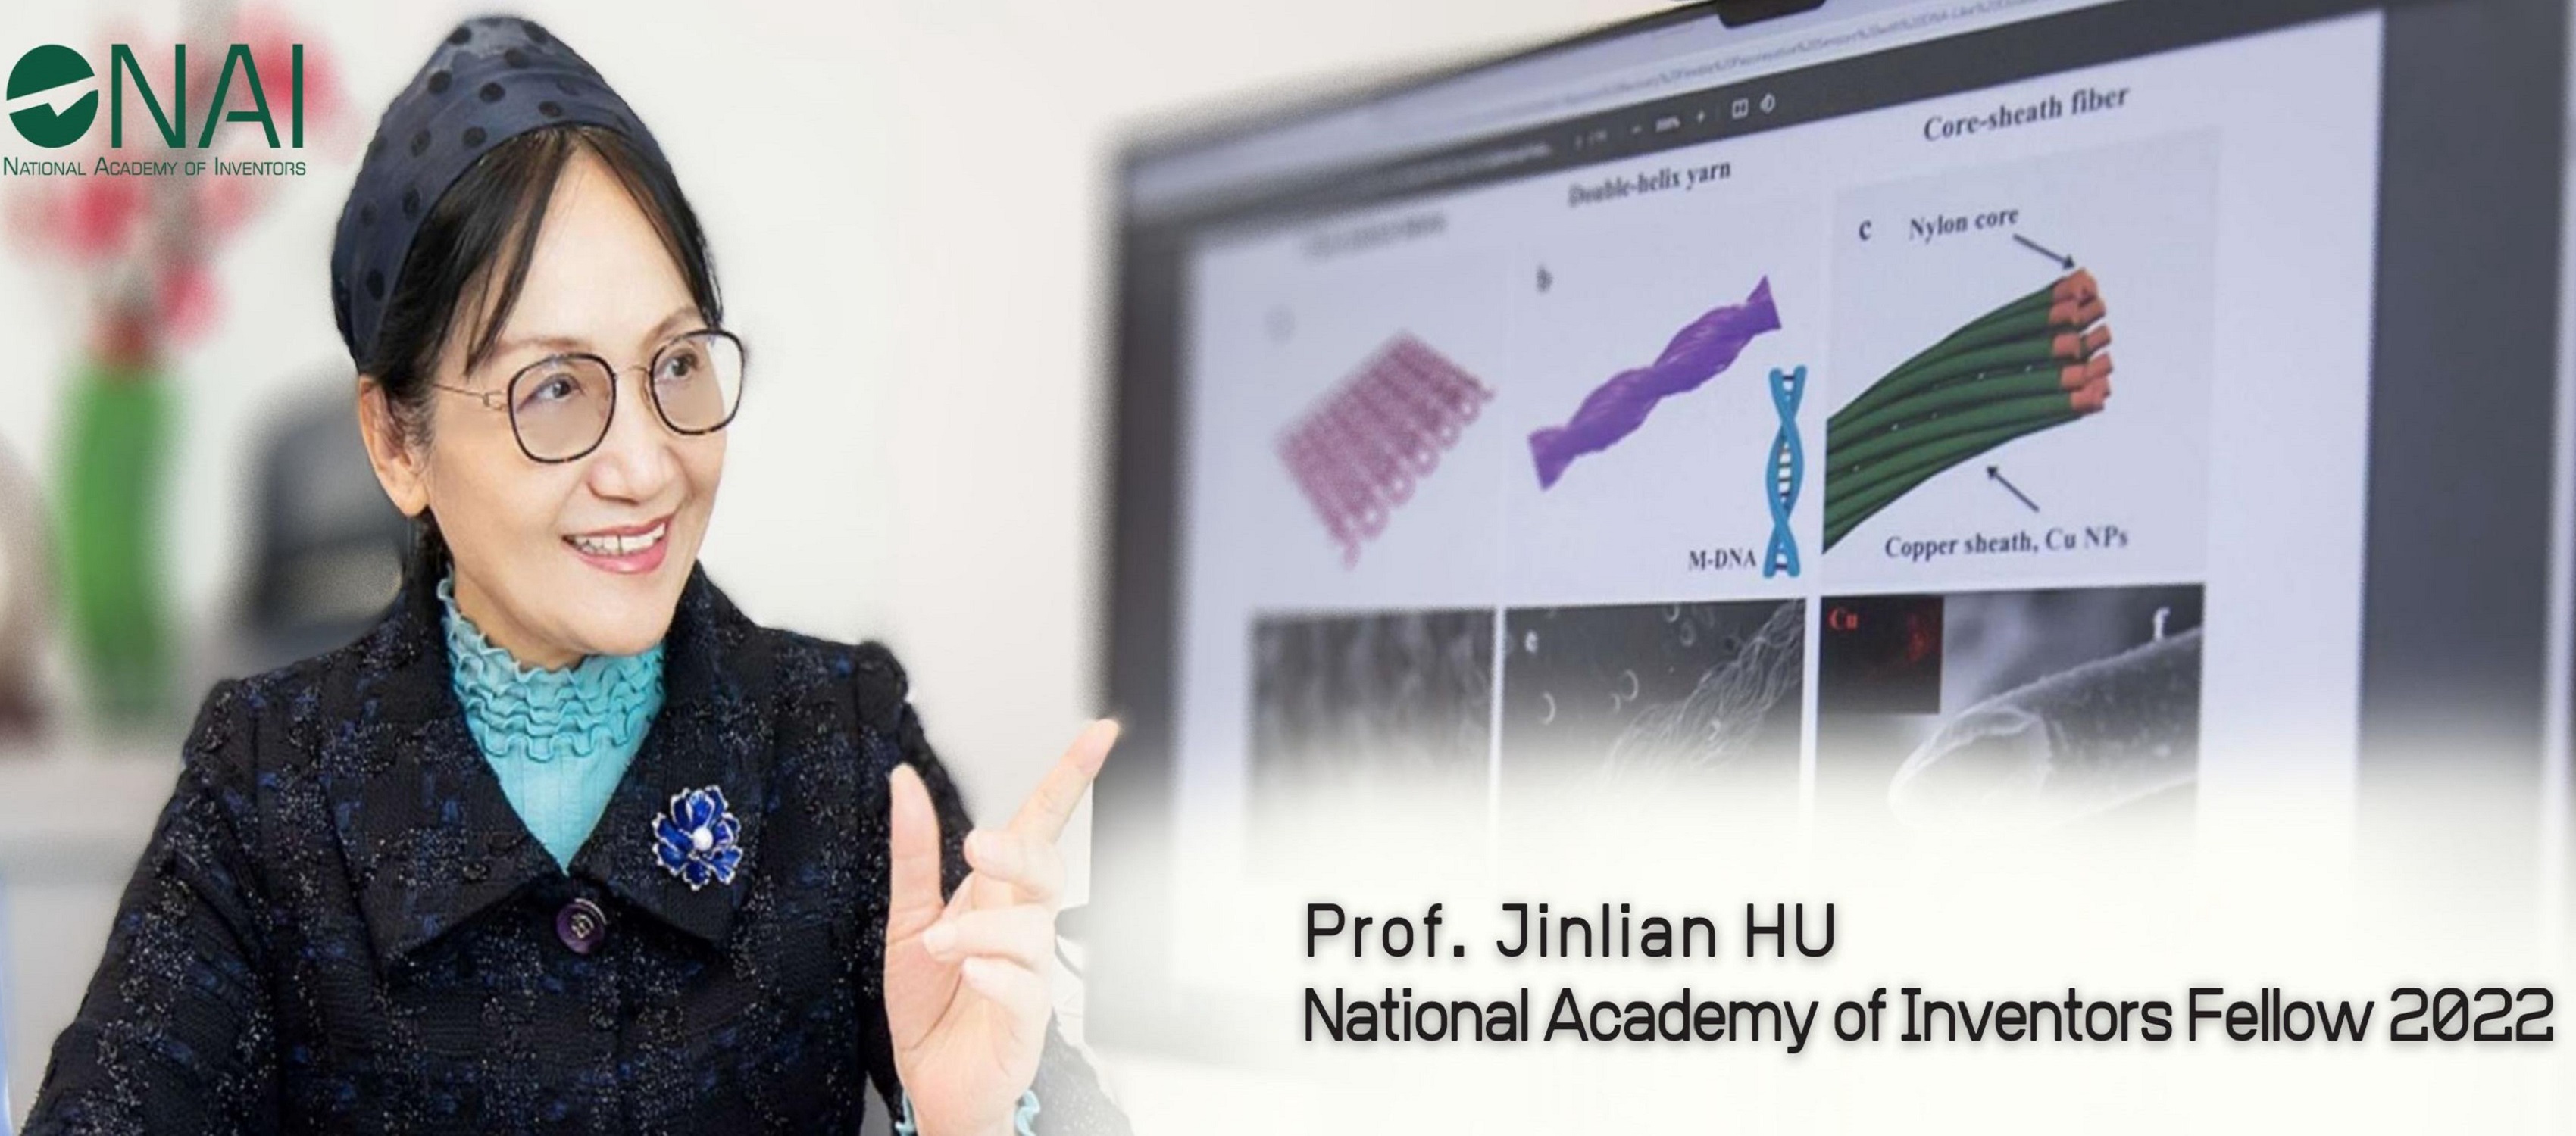 NAI
NATIONAL ACADEMY OF INVENTORS
Core-sheath fiber
Double-helix yarn
c Nylon core
b
M-DNA
Copper sheath, Cu NPs
e
Cu
f
Prof. Jinlian HU
National Academy of Inventors Fellow 2022